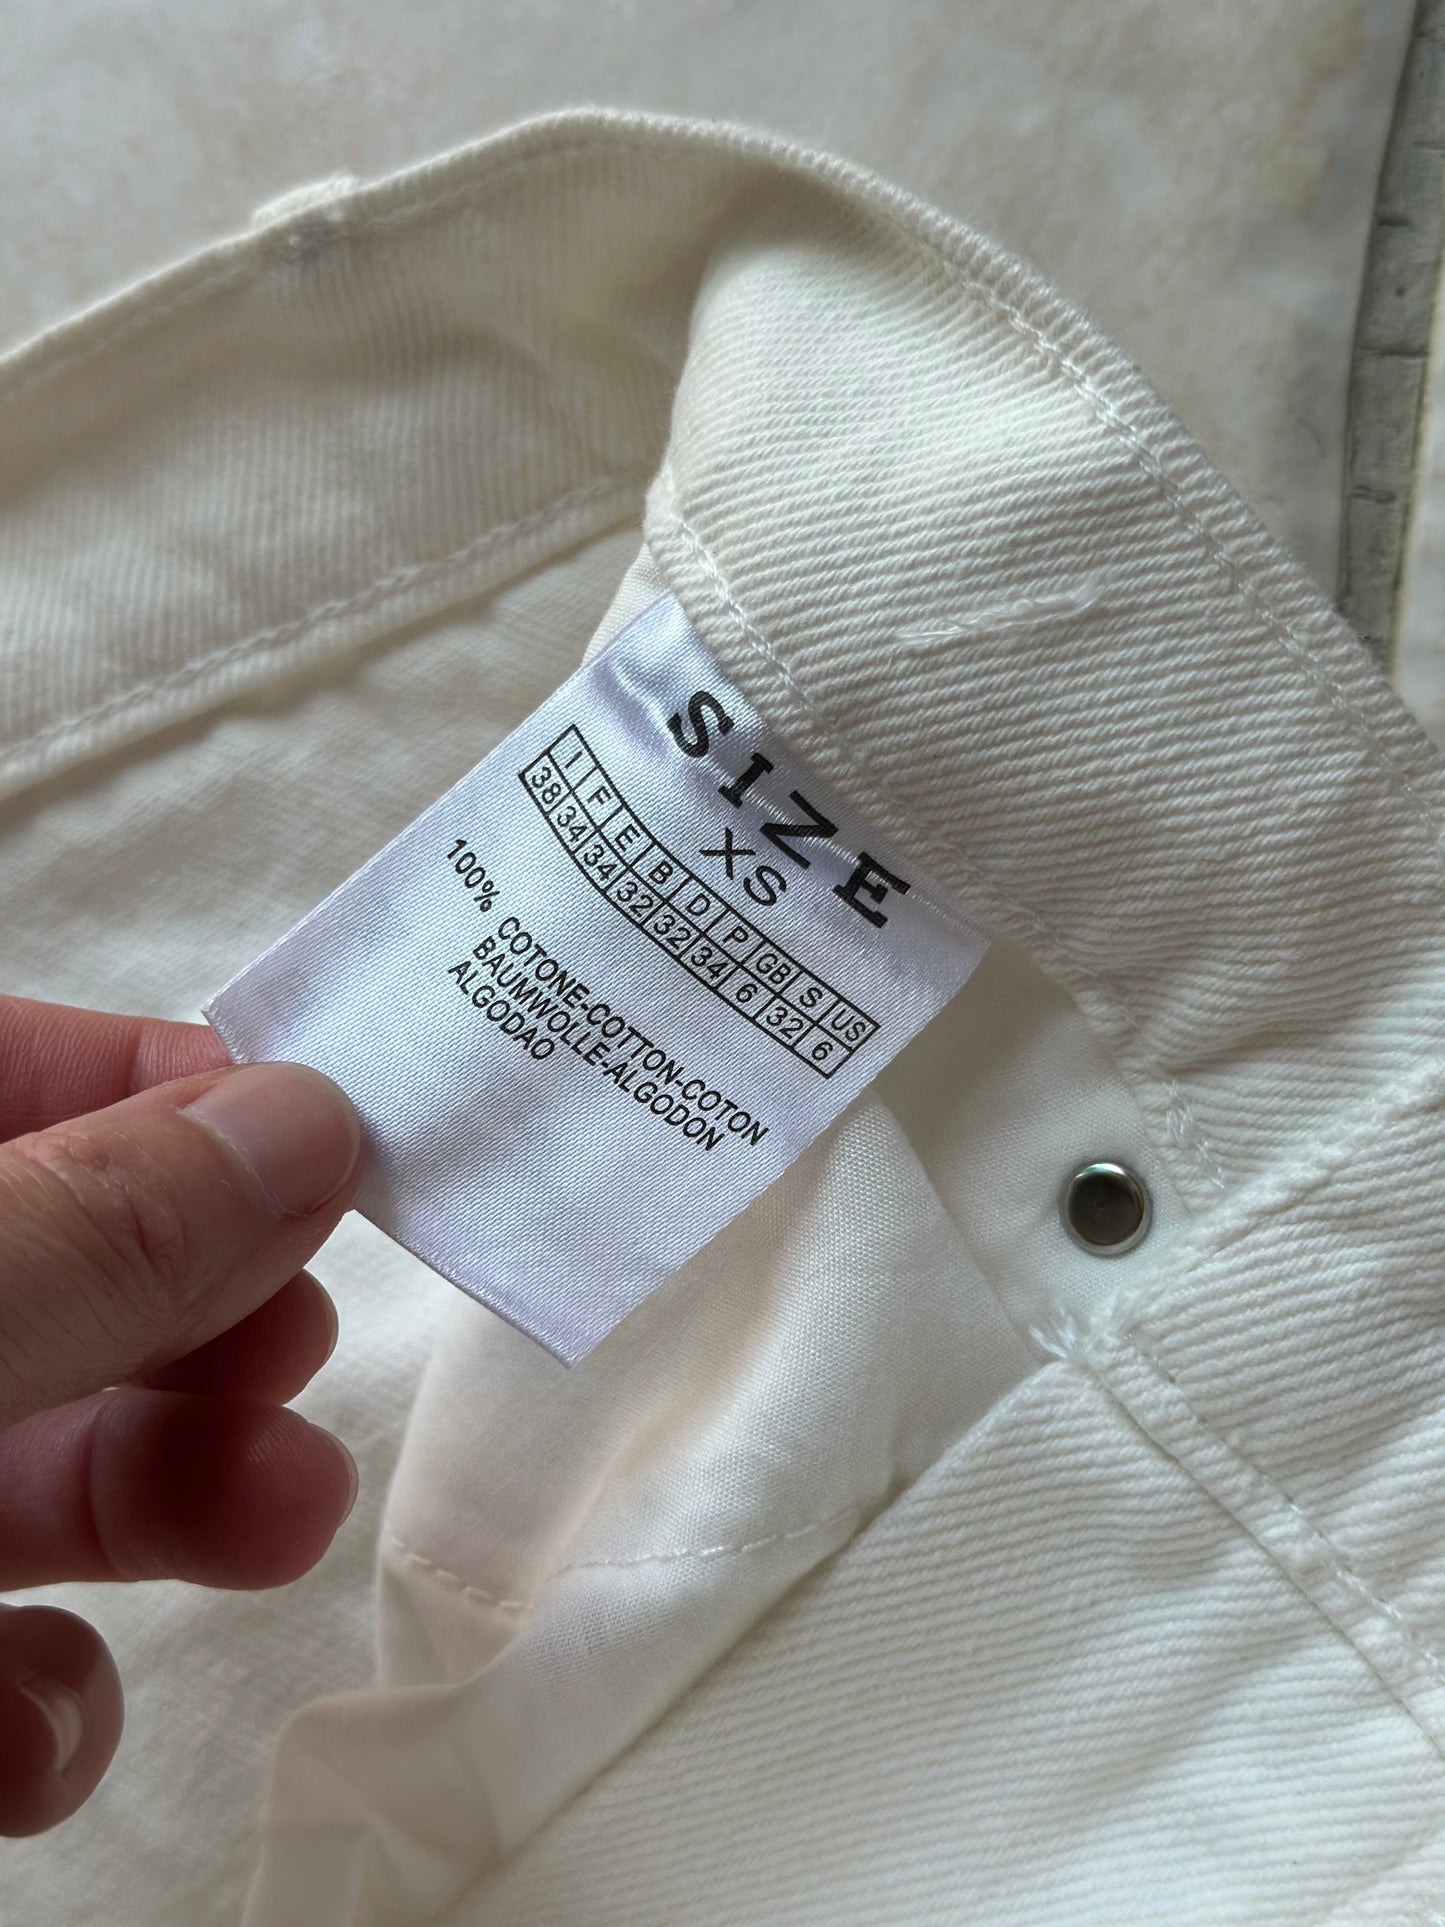 SIZE
XS
I F E B D P GB S US
38 34 34 32 32 34 6 32 6
100% COTONE-COTTON-COTON
BAUMWOLLE-ALGODON
ALGODAO